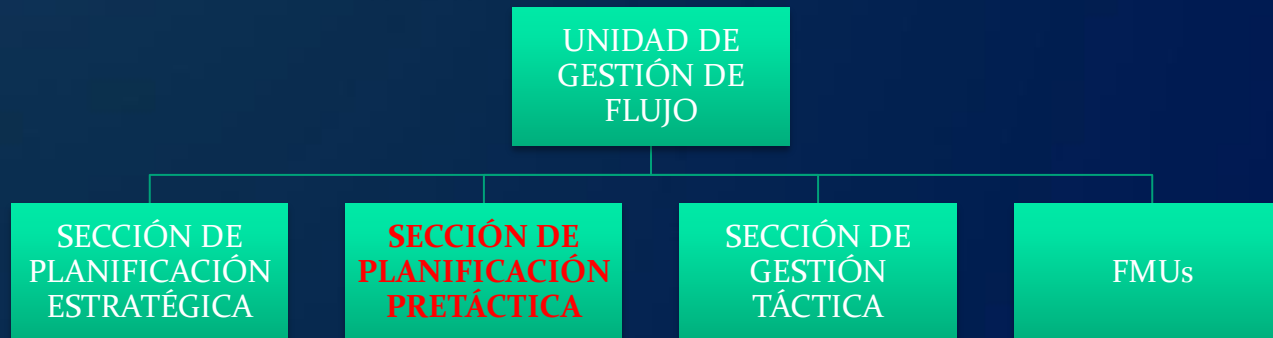 UNIDAD DE
GESTIÓN DE
FLUJO
SECCIÓN DE
PLANIFICACIÓN
ESTRATÉGICA
SECCIÓN DE
PLANIFICACIÓN
PRETÁCTICA
SECCIÓN DE
GESTIÓN
TÁCTICA
FMUs